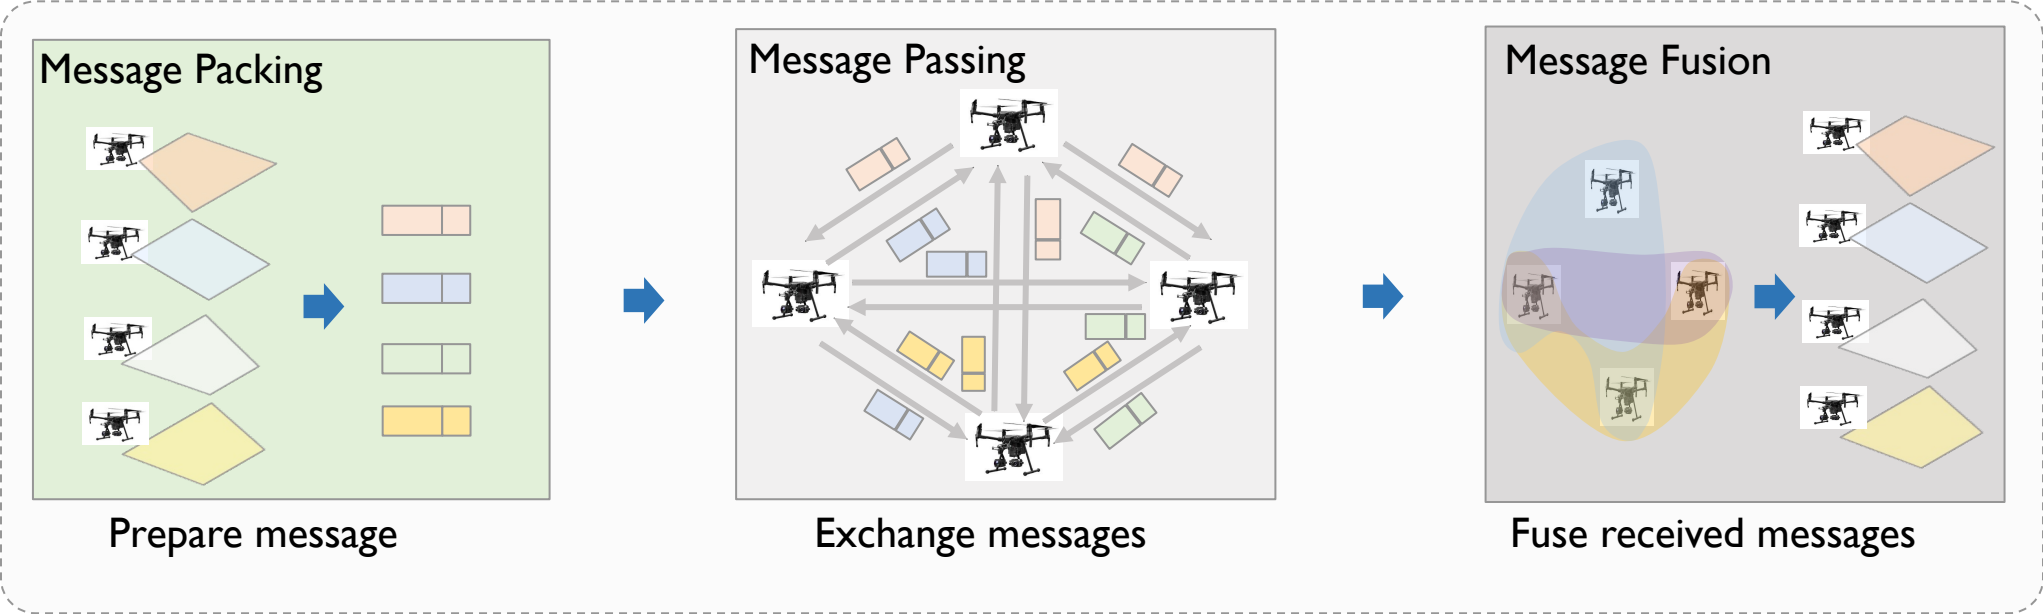 Message Packing
Message Passing
Message Fusion
Prepare message
Exchange messages
Fuse received messages